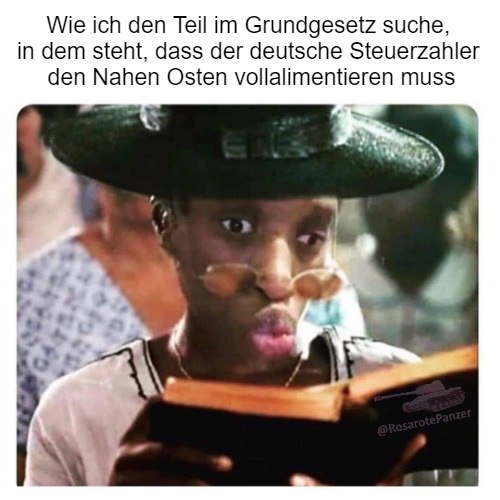 Wie ich den Teil im Grundgesetz suche,
in dem steht, dass der deutsche Steuerzahler
den Nahen Osten vollalimentieren muss
@RosarotePanzer